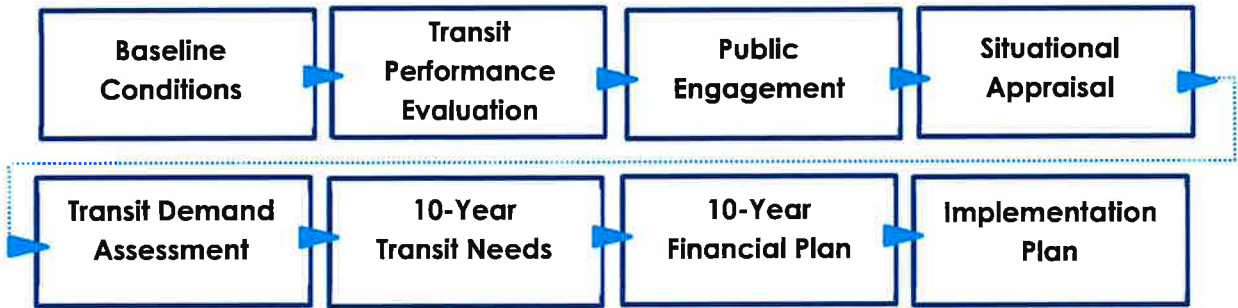 Baseline
Conditions
Transit
Performance
Evaluation
Public
Engagement
Situational
Appraisal
Transit Demand
Assessment
10-Year
Transit Needs
10-Year
Financial Plan
Implementation
Plan